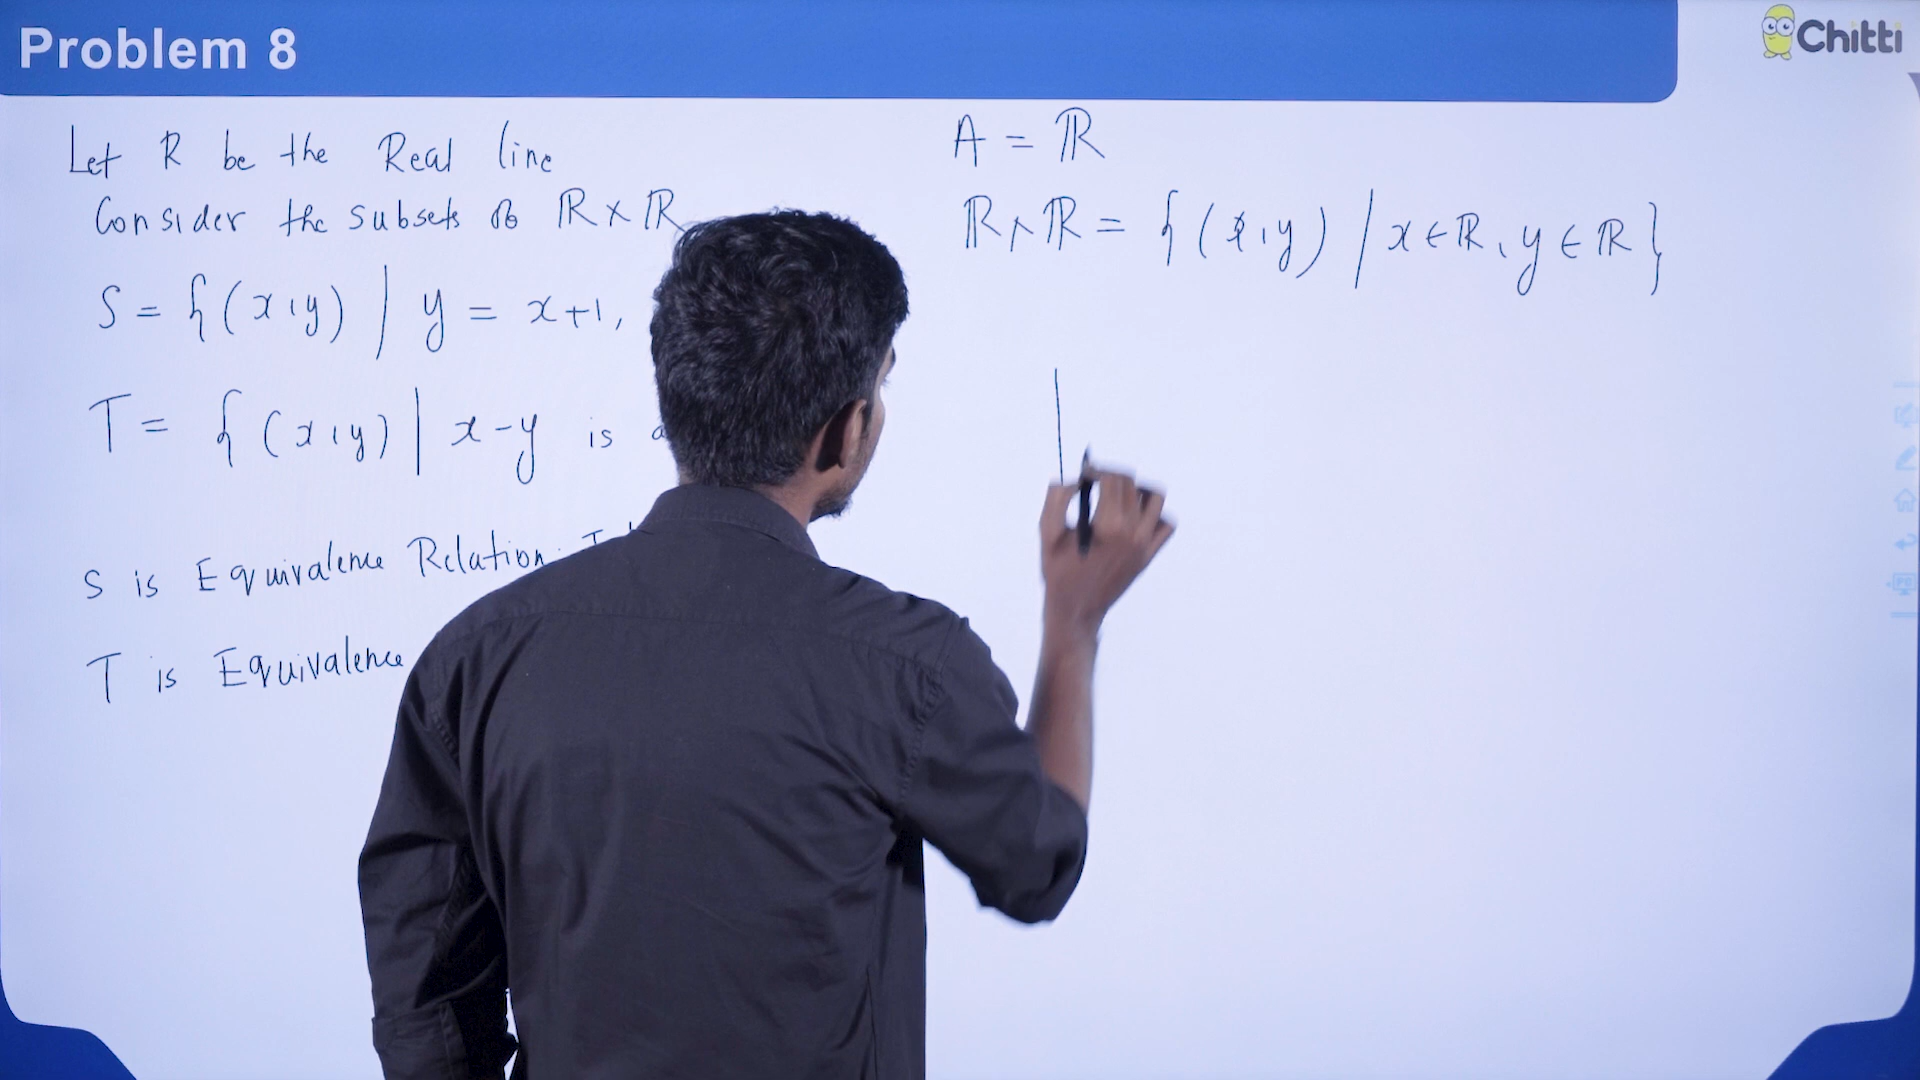 Problem 8
Chitti
Let R be the Real line
Consider the subsets of ℝ×ℝ
S = {(x,y) | y = x+1,
T = {(x,y) | x-y is
S is Equivalence Relation.
T is Equivalence
A = ℝ
ℝ×ℝ = {(x,y) / x∈ℝ, y∈ℝ}